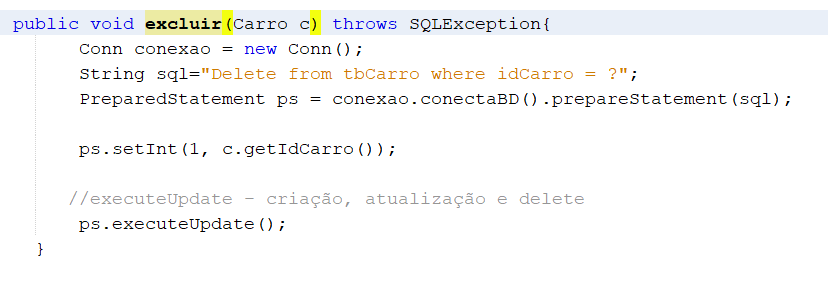 public void excluir(Carro c) throws SQLException{
Conn conexao = new Conn();
String sql="Delete from tbCarro where idCarro = ?";
PreparedStatement ps = conexao.conectaBD().prepareStatement(sql);
ps.setInt(1, c.getIdCarro());
//executeUpdate - criação, atualização e delete
ps.executeUpdate();
}